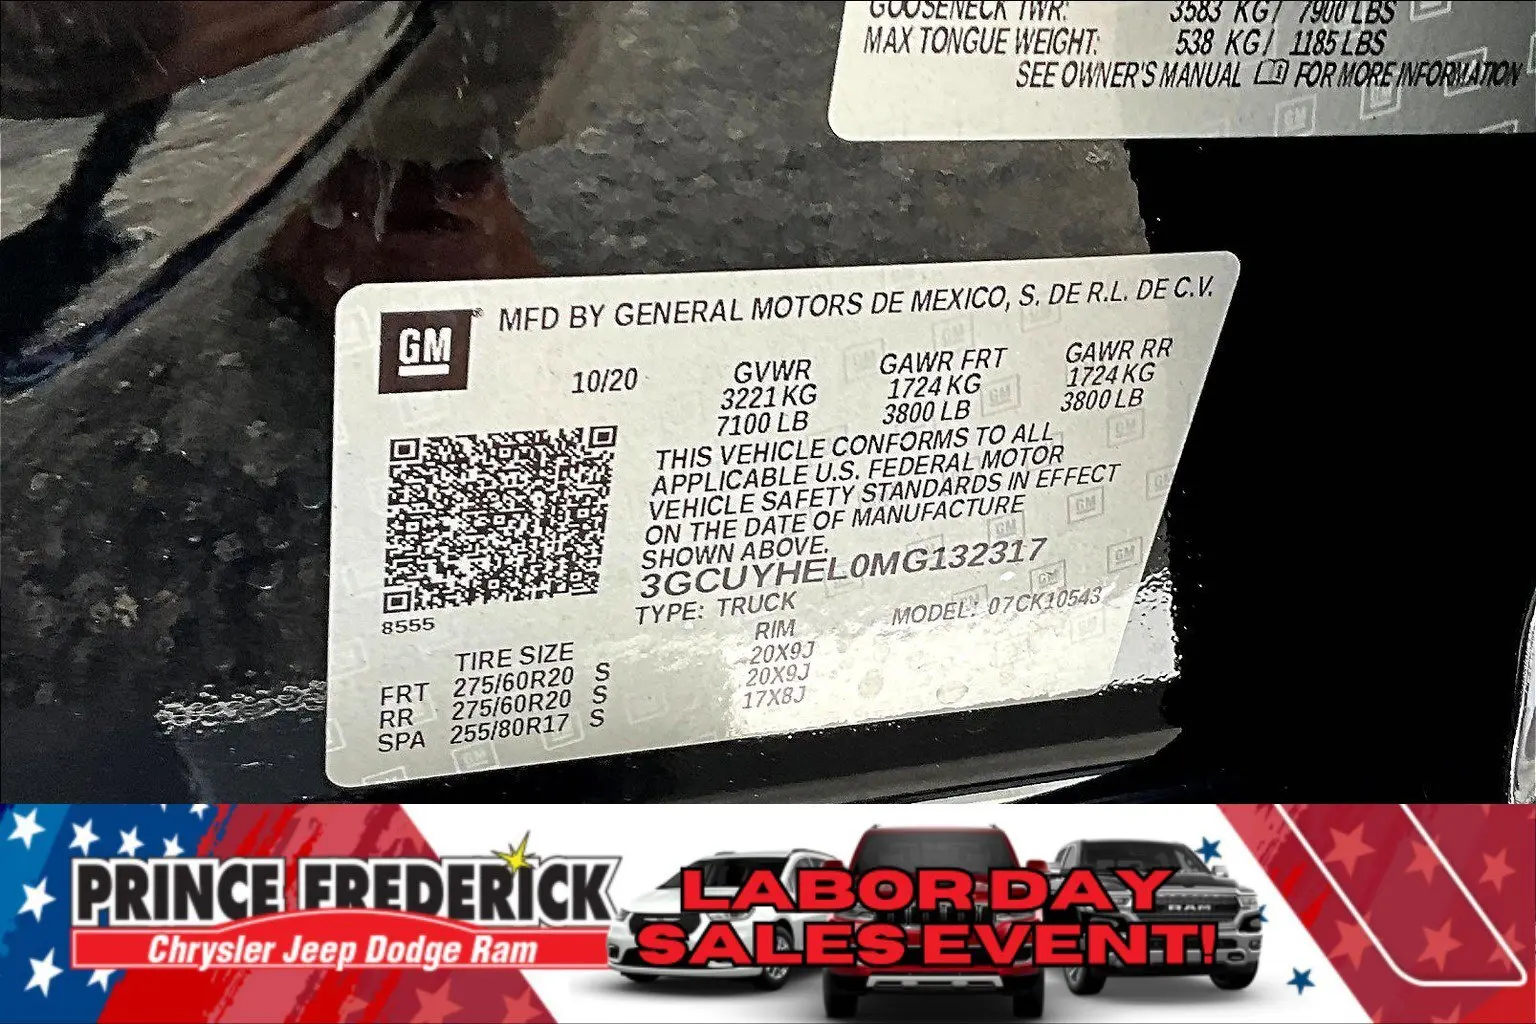 GOOSENECK TWR: 3583 KG/ 7900 LBS
MAX TONGUE WEIGHT: 538 KG/ 1185 LBS
SEE OWNER'S MANUAL FOR MORE INFORMATION
GM MFD BY GENERAL MOTORS DE MEXICO, S. DE R.L. DE C.V.
10/20 GVWR GAWR FRT GAWR RR
3221 KG 1724 KG 1724 KG
7100 LB 3800 LB 3800 LB
THIS VEHICLE CONFORMS TO ALL
APPLICABLE U.S. FEDERAL MOTOR
VEHICLE SAFETY STANDARDS IN EFFECT
ON THE DATE OF MANUFACTURE
SHOWN ABOVE.
3GCUYHEL0MG132317
8555 TYPE: TRUCK MODEL: 07CK10543
TIRE SIZE RIM
FRT 275/60R20 S 20X9J
RR 275/60R20 S 20X9J
SPA 255/80R17 S 17X8J
PRINCE FREDERICK
Chrysler Jeep Dodge Ram
LABOR DAY
SALES EVENT!
RAM